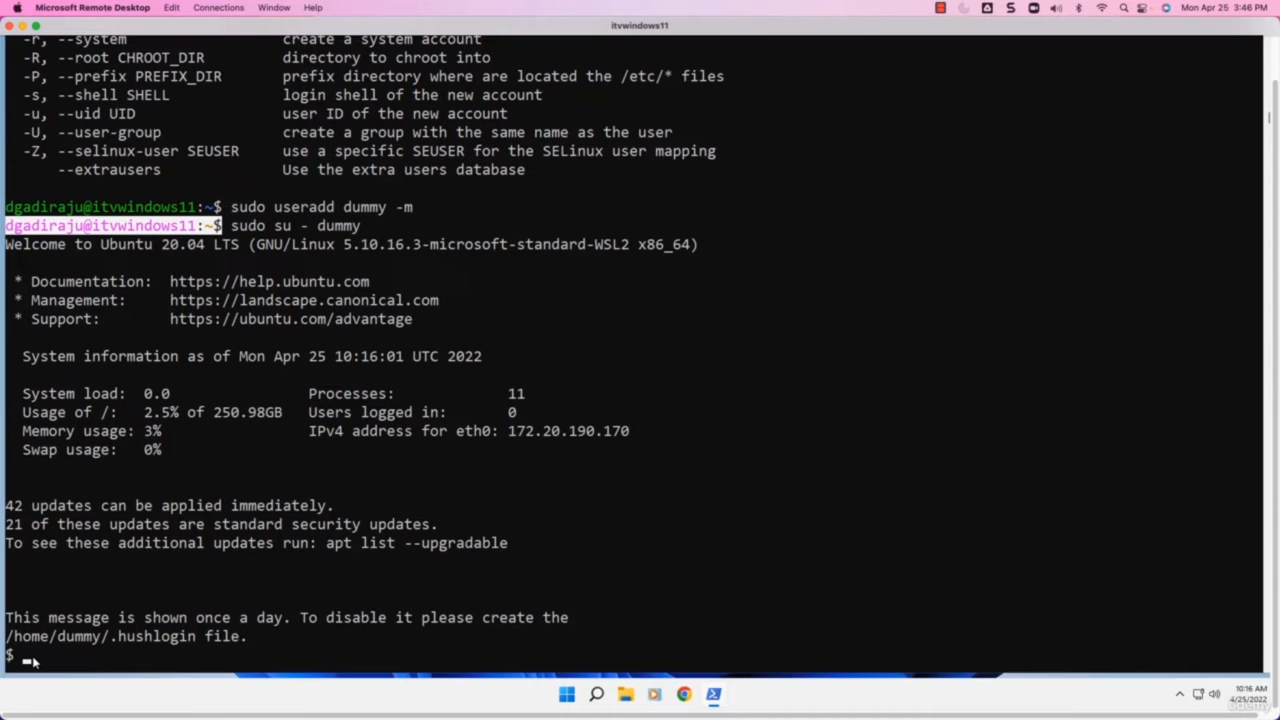 Microsoft Remote Desktop Edit Connections Window Help Mon Apr 25 3:46 PM
itvwindows11
-r, --system create a system account
-R, --root CHROOT_DIR directory to chroot into
-P, --prefix PREFIX_DIR prefix directory where are located the /etc/* files
-s, --shell SHELL login shell of the new account
-u, --uid UID user ID of the new account
-U, --user-group create a group with the same name as the user
-Z, --selinux-user SEUSER use a specific SEUSER for the SELinux user mapping
--extrausers Use the extra users database
dgadiraju@itvwindows11:~$ sudo useradd dummy -m
dgadiraju@itvwindows11:~$ sudo su - dummy
Welcome to Ubuntu 20.04 LTS (GNU/Linux 5.10.16.3-microsoft-standard-WSL2 x86_64)
* Documentation: https://help.ubuntu.com
* Management: https://landscape.canonical.com
* Support: https://ubuntu.com/advantage
System information as of Mon Apr 25 10:16:01 UTC 2022
System load: 0.0 Processes: 11
Usage of /: 2.5% of 250.98GB Users logged in: 0
Memory usage: 3% IPv4 address for eth0: 172.20.190.170
Swap usage: 0%
42 updates can be applied immediately.
21 of these updates are standard security updates.
To see these additional updates run: apt list --upgradable
This message is shown once a day. To disable it please create the
/home/dummy/.hushlogin file.
$
10:16 AM
4/25/2022
udemy